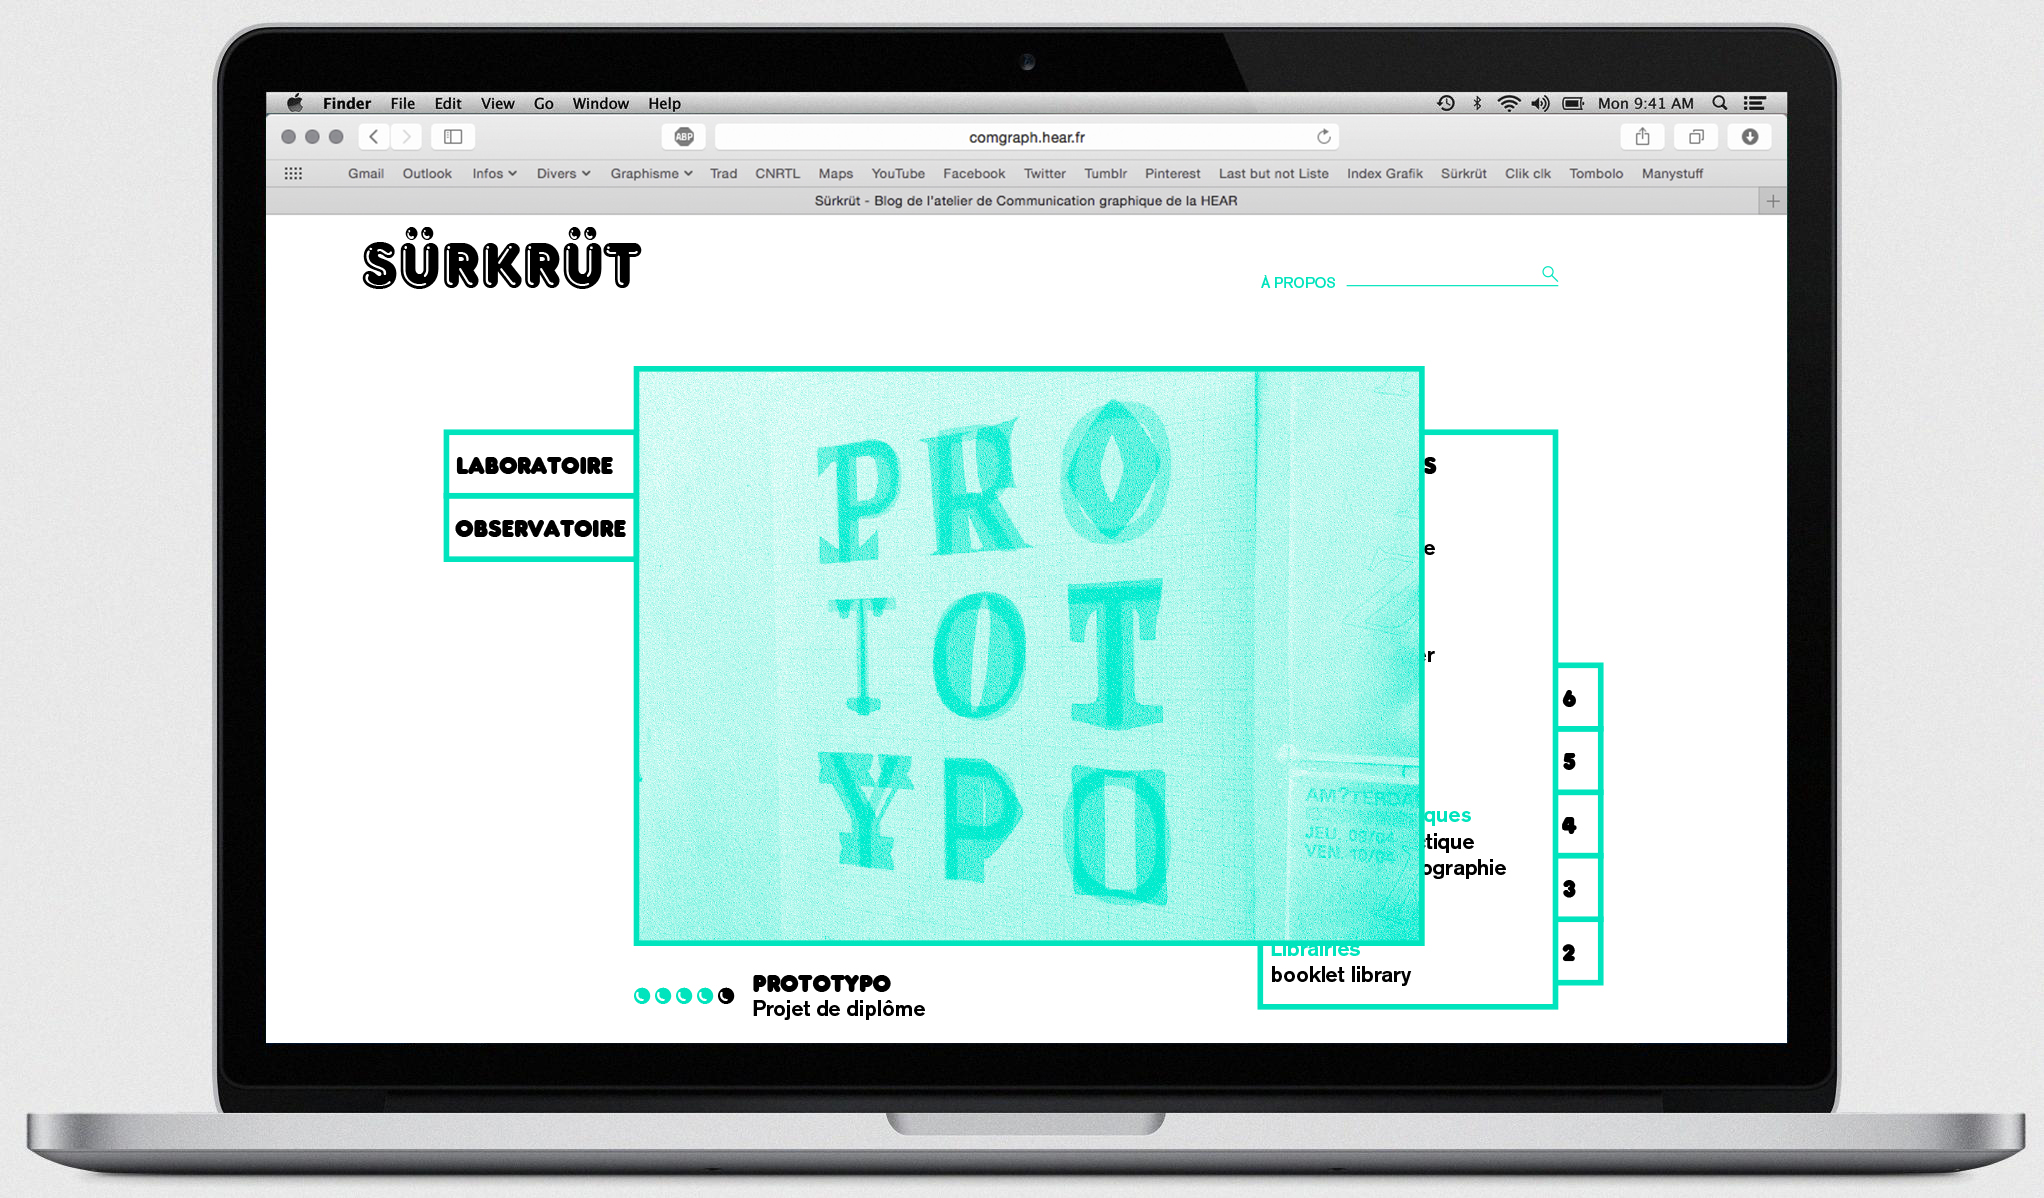 Finder File Edit View Go Window Help Mon 9:41 AM
ABP comgraph.hear.fr
Gmail Outlook Infos Divers Graphisme Trad CNRTL Maps YouTube Facebook Twitter Tumblr Pinterest Last but not Liste Index Grafik Sürkrüt Clik clk Tombolo Manystuff
Sürkrüt - Blog de l'atelier de Communication graphique de la HEAR
SÜRKRÜT
À PROPOS
LABORATOIRE
OBSERVATOIRE
PRO
TOT
YPO
AM?TERDA
JEU. 09/04
VEN. 10/04
S
e
er
ques
tique
ographie
Librairies
booklet library
6
5
4
3
2
PROTOTYPO
Projet de diplôme